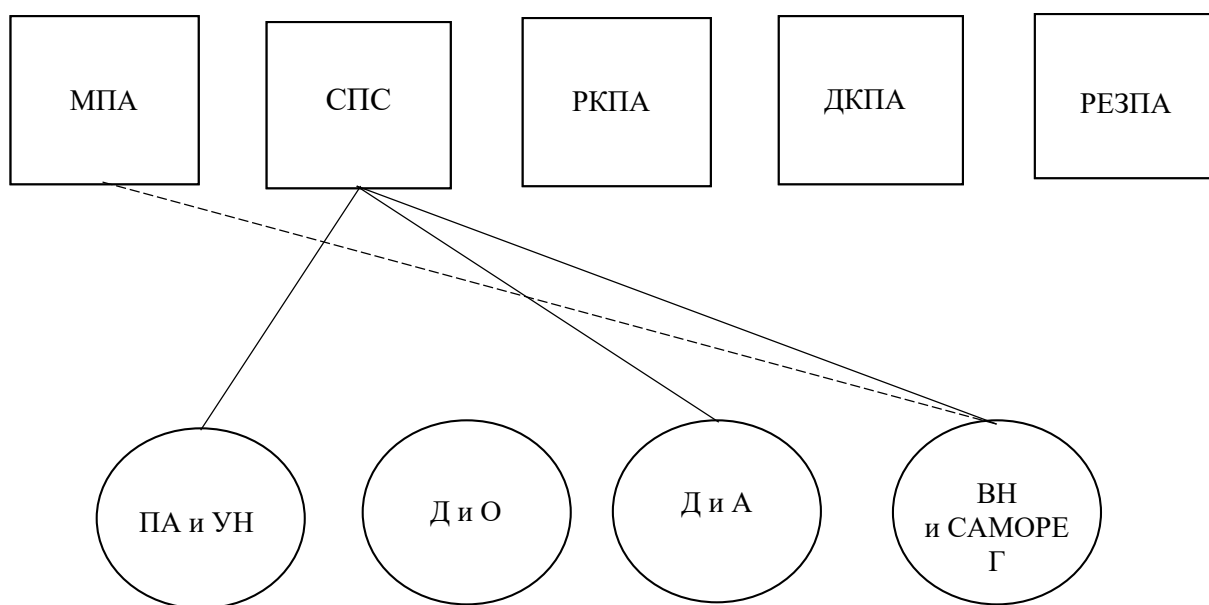 МПА
СПС
РКПА
ДКПА
РЕЗПА
ПА и УН
Д и О
Д и А
ВН
и САМОРЕ
Г